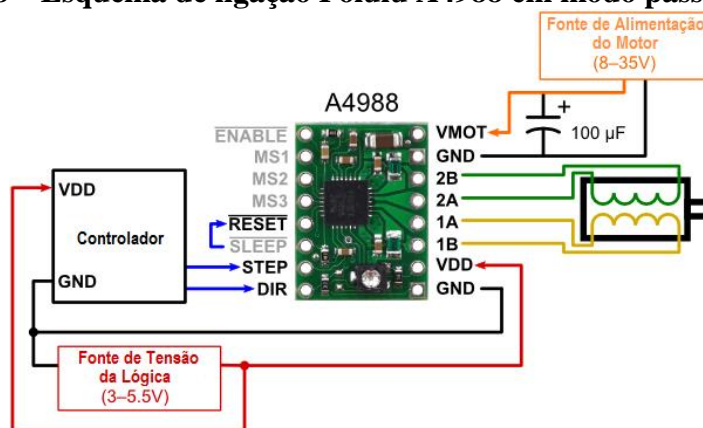 Esquema de ligação Pololu A4988 em modo pass
Fonte de Alimentação
do Motor
(8–35V)
A4988
ENABLE
VMOT
+
100 µF
MS1
GND
MS2
2B
MS3
2A
VDD
RESET
1A
Controlador
SLEEP
1B
STEP
VDD
GND
DIR
GND
Fonte de Tensão
da Lógica
(3–5.5V)